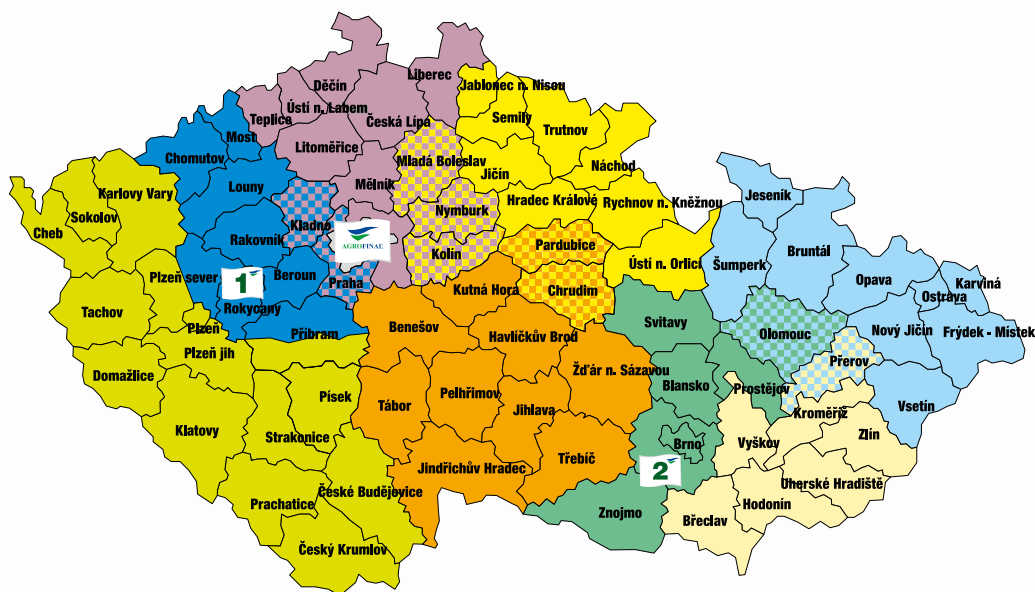 Liberec
Děčín
Jablonec n. Nisou
Ústí n. Labem
Teplice
Česká Lípa
Semily
Trutnov
Most
Litoměřice
Chomutov
Mladá Boleslav
Náchod
Jičín
Louny
Mělník
Karlovy Vary
Jeseník
Rychnov n. Kněžnou
Hradec Králové
Nymburk
Sokolov
Kladno
Cheb
Rakovník
AGROFINAL
Pardubice
Bruntál
Kolín
Ústí n. Orlicí
Šumperk
Plzeň sever
Beroun
1
Praha
Opava
Karviná
Kutná Hora
Chrudim
Ostrava
Tachov
Rokycany
Svitavy
Plzeň
Příbram
Benešov
Havlíčkův Brod
Olomouc
Nový Jičín
Frýdek - Místek
Plzeň jih
Přerov
Žďár n. Sázavou
Domažlice
Blansko
Prostějov
Písek
Pelhřimov
Tábor
Jihlava
Vsetín
Klatovy
Kroměříž
Strakonice
Zlín
Brno
Vyškov
Třebíč
Jindřichův Hradec
2
Uherské Hradiště
České Budějovice
Prachatice
Hodonín
Znojmo
Břeclav
Český Krumlov